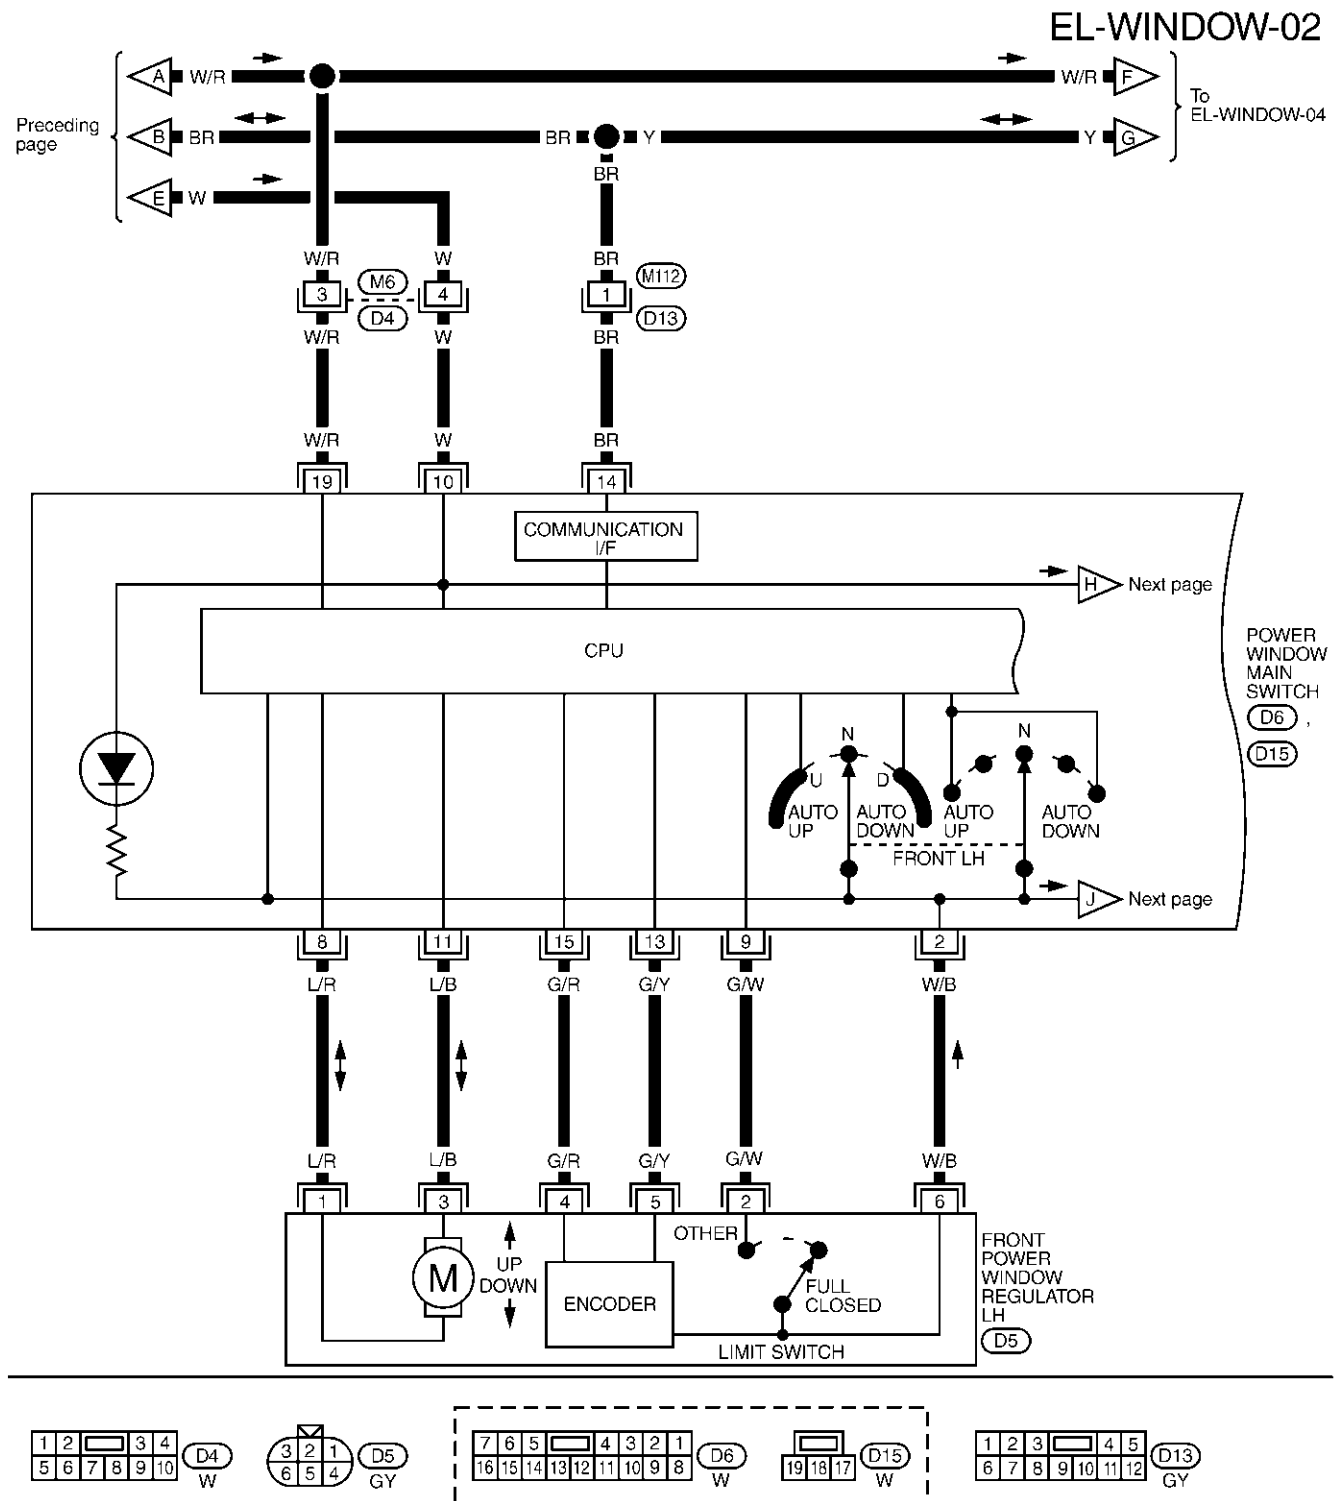 EL-WINDOW-02
Preceding
page
A W/R W/R F
B BR BR Y Y G
E W
To
EL-WINDOW-04
BR
W/R W BR
3 M6 4 1 M112
D4 D13
W/R W BR
W/R W BR
19 10 14
COMMUNICATION
I/F
H Next page
CPU
POWER
WINDOW
MAIN
SWITCH
D6 ,
D15
N N
U D
AUTO
UP
AUTO
DOWN
AUTO
UP
AUTO
DOWN
FRONT LH
J Next page
8 11 15 13 9 2
L/R L/B G/R G/Y G/W W/B
L/R L/B G/R G/Y G/W W/B
1 3 4 5 2 6
M
UP
DOWN
ENCODER
OTHER
FULL
CLOSED
LIMIT SWITCH
FRONT
POWER
WINDOW
REGULATOR
LH
D5
1 2 3 4
5 6 7 8 9 10
D4
W
3 2 1
6 5 4
D5
GY
7 6 5 4 3 2 1
16 15 14 13 12 11 10 9 8
D6
W
19 18 17
D15
W
1 2 3 4 5
6 7 8 9 10 11 12
D13
GY